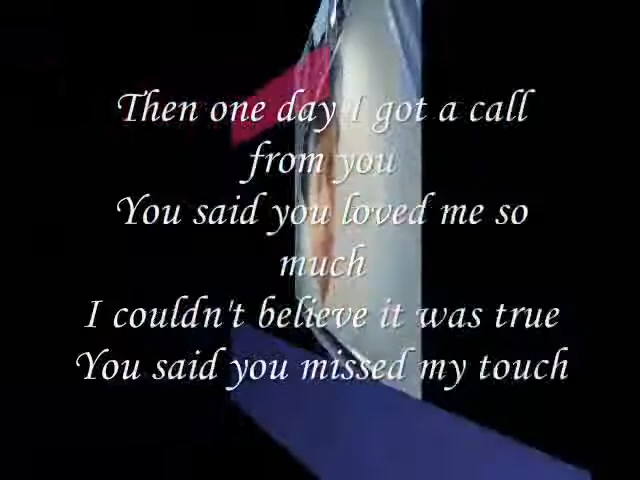 Then one day I got a call
from you
You said you loved me so
much
I couldn't believe it was true
You said you missed my touch